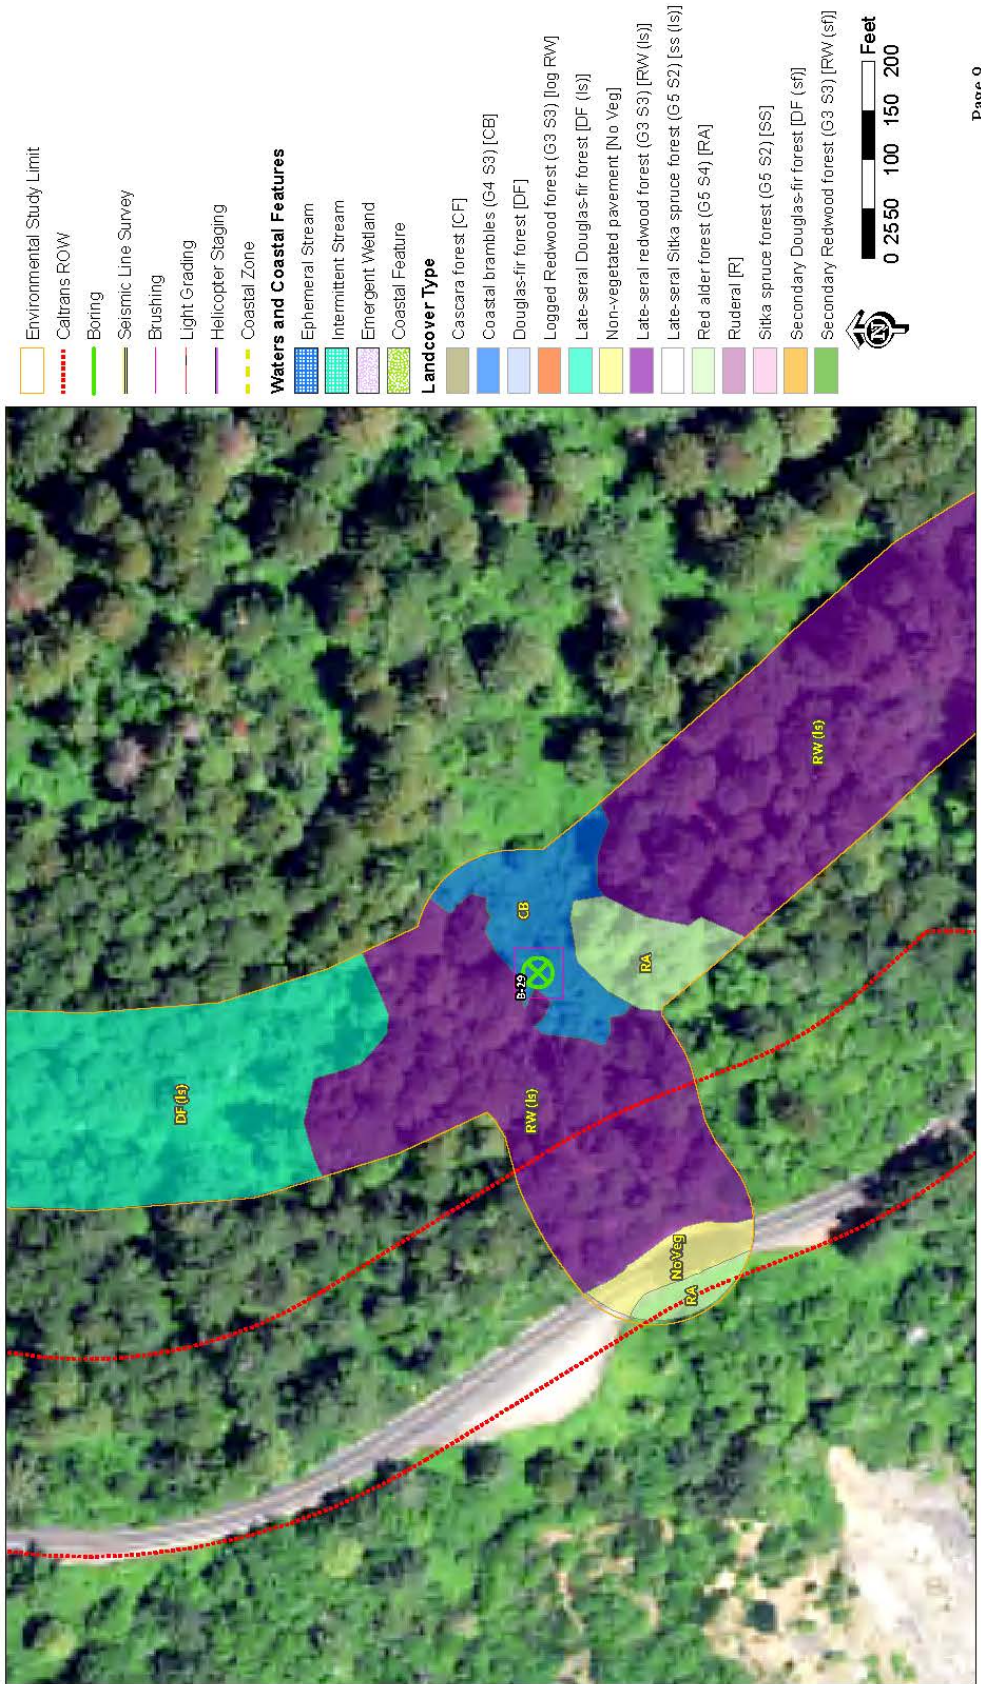 Environmental Study Limit
Caltrans ROW
Boring
Seismic Line Survey
Brushing
Light Grading
Helicopter Staging
Coastal Zone
Waters and Coastal Features
Ephemeral Stream
Intermittent Stream
Emergent Wetland
Coastal Feature
Landcover Type
Cascara forest [CF]
Coastal brambles (G4 S3) [CB]
Douglas-fir forest [DF]
Logged Redwood forest (G3 S3) [log RW]
Late-seral Douglas-fir forest [DF (ls)]
Non-vegetated pavement [No Veg]
Late-seral redwood forest (G3 S3) [RW (ls)]
Late-seral Sitka spruce forest (G5 S2) [ss (ls)]
Red alder forest (G5 S4) [RA]
Ruderal [R]
Sitka spruce forest (G5 S2) [SS]
Secondary Douglas-fir forest [DF (sf)]
Secondary Redwood forest (G3 S3) [RW (sf)]
N
0 25 50 100 150 200
Feet
DF (ls)
RW (ls)
B-29
CB
RA
RW (ls)
No Veg
RA
Page 9